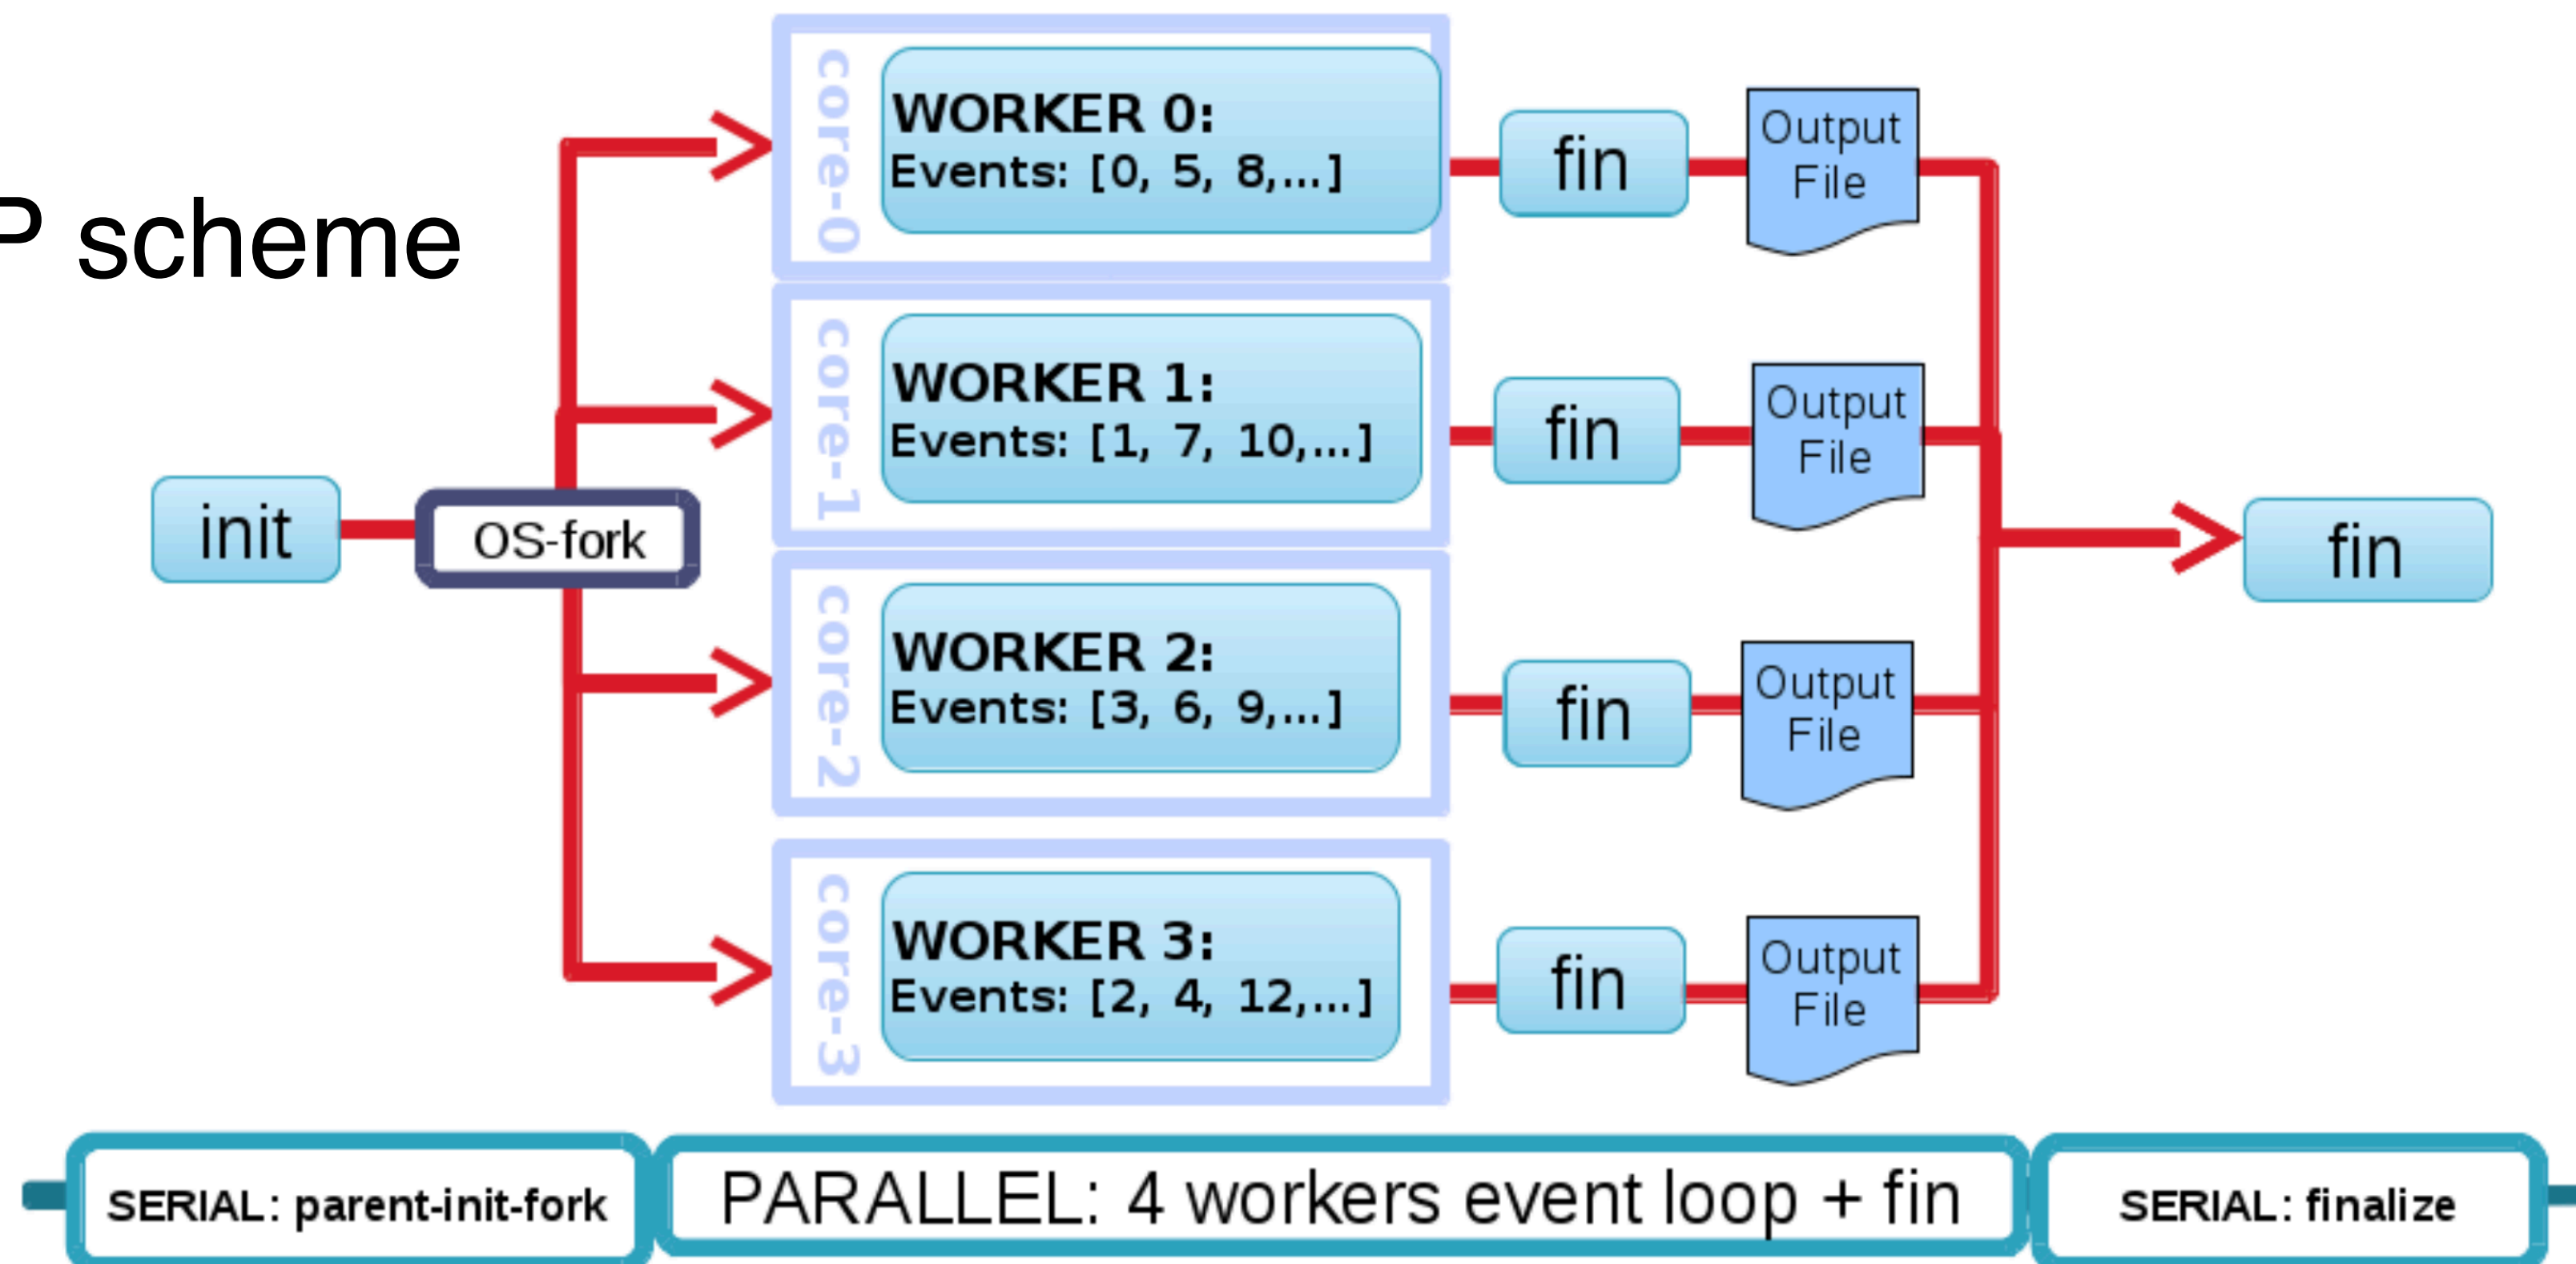 P scheme
init
OS-fork
core-0
WORKER 0:
Events: [0, 5, 8,...]
fin
Output
File
core-1
WORKER 1:
Events: [1, 7, 10,...]
fin
Output
File
core-2
WORKER 2:
Events: [3, 6, 9,...]
fin
Output
File
core-3
WORKER 3:
Events: [2, 4, 12,...]
fin
Output
File
fin
SERIAL: parent-init-fork
PARALLEL: 4 workers event loop + fin
SERIAL: finalize